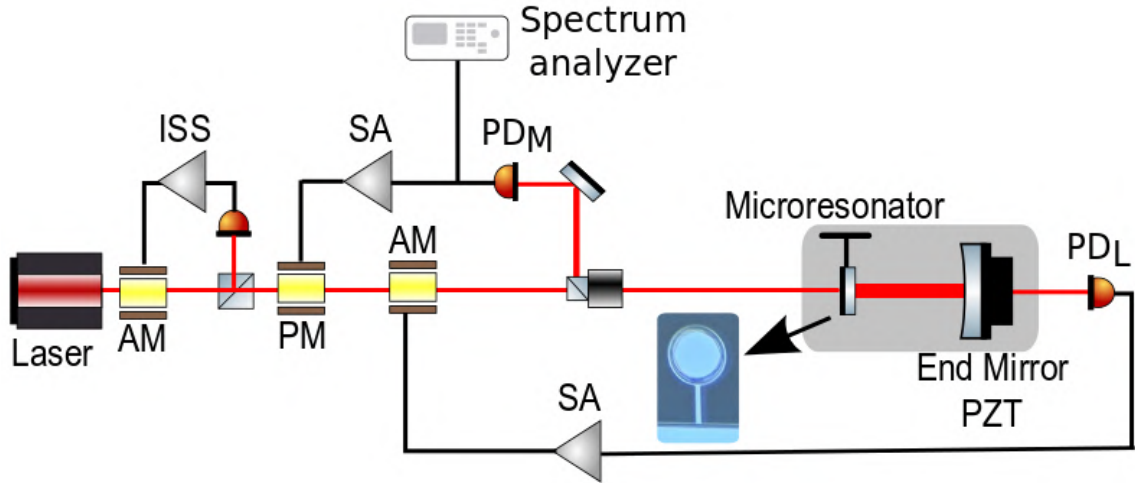 Spectrum
analyzer
ISS
SA
PDM
Microresonator
AM
PDL
Laser
AM
PM
End Mirror
PZT
SA